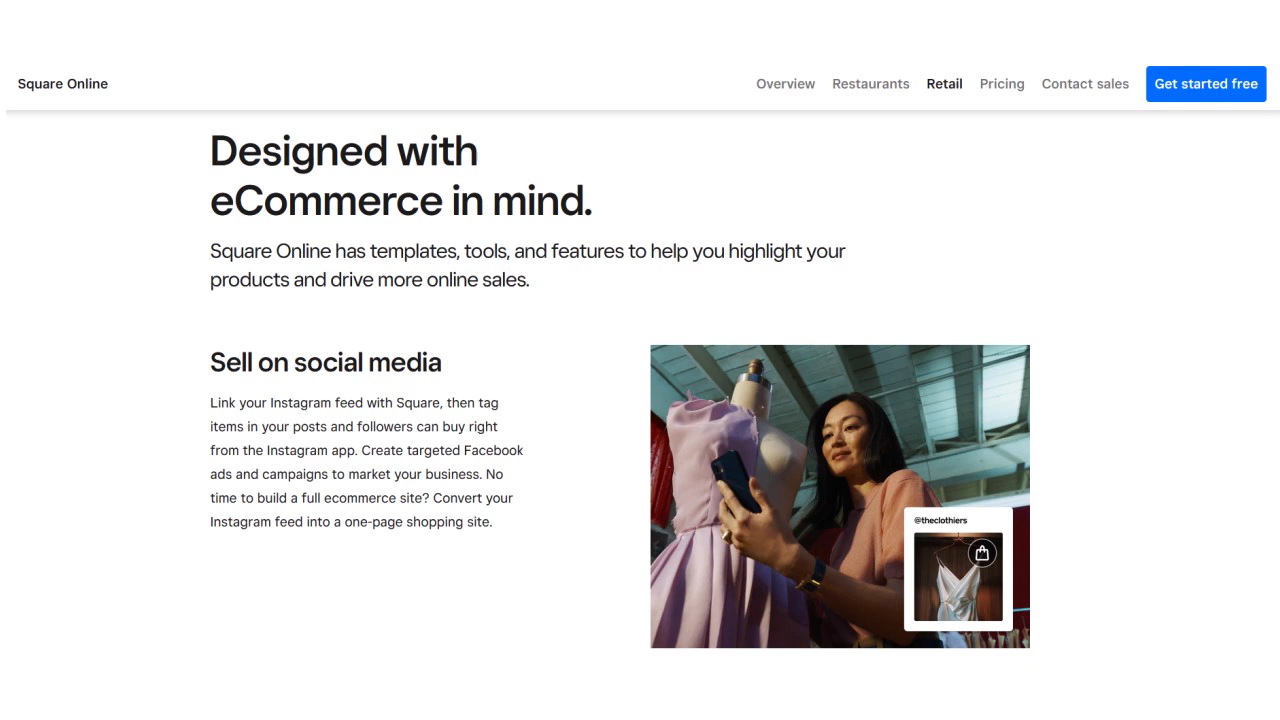 Square Online
Overview
Restaurants
Retail
Pricing
Contact sales
Get started free
Designed with
eCommerce in mind.
Square Online has templates, tools, and features to help you highlight your
products and drive more online sales.
Sell on social media
Link your Instagram feed with Square, then tag
items in your posts and followers can buy right
from the Instagram app. Create targeted Facebook
ads and campaigns to market your business. No
time to build a full ecommerce site? Convert your
Instagram feed into a one-page shopping site.
@theclothiers